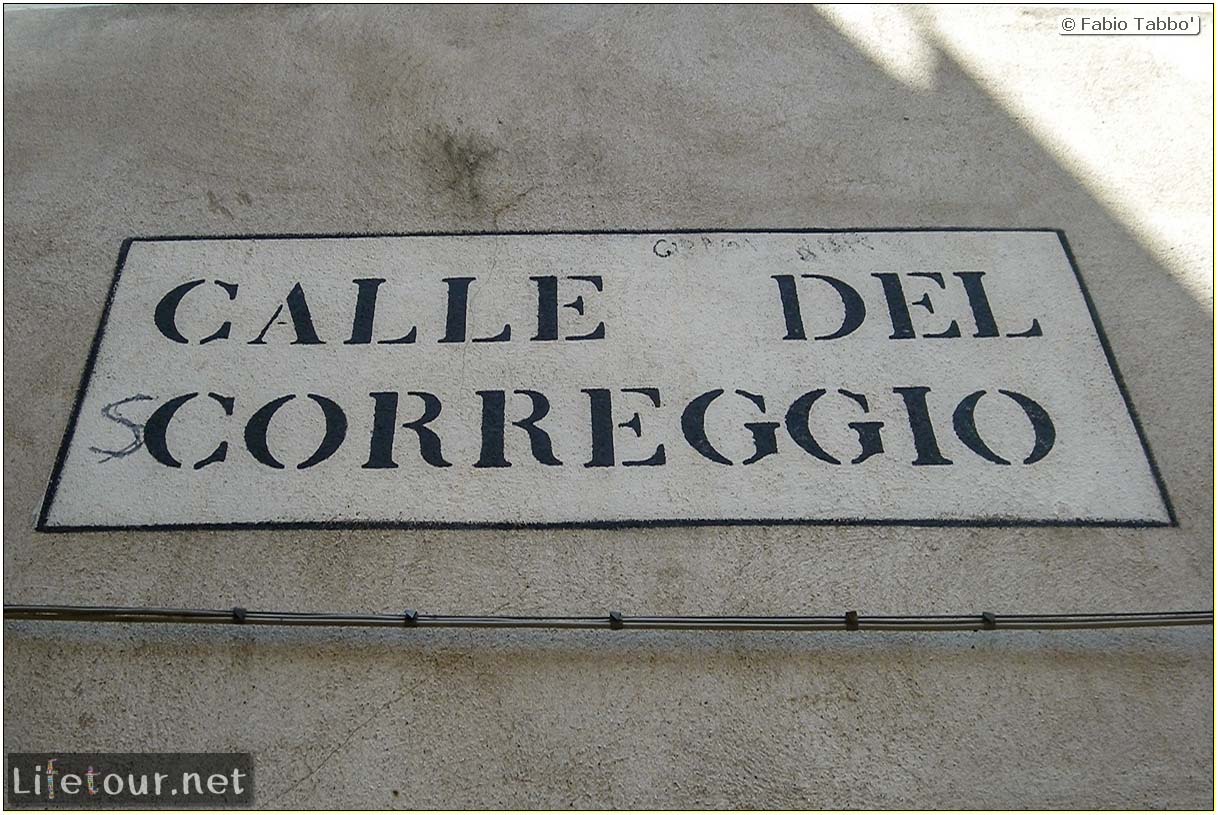 © Fabio Tabbo'
CALLE DEL
SCORREGGIO
Lifetour.net